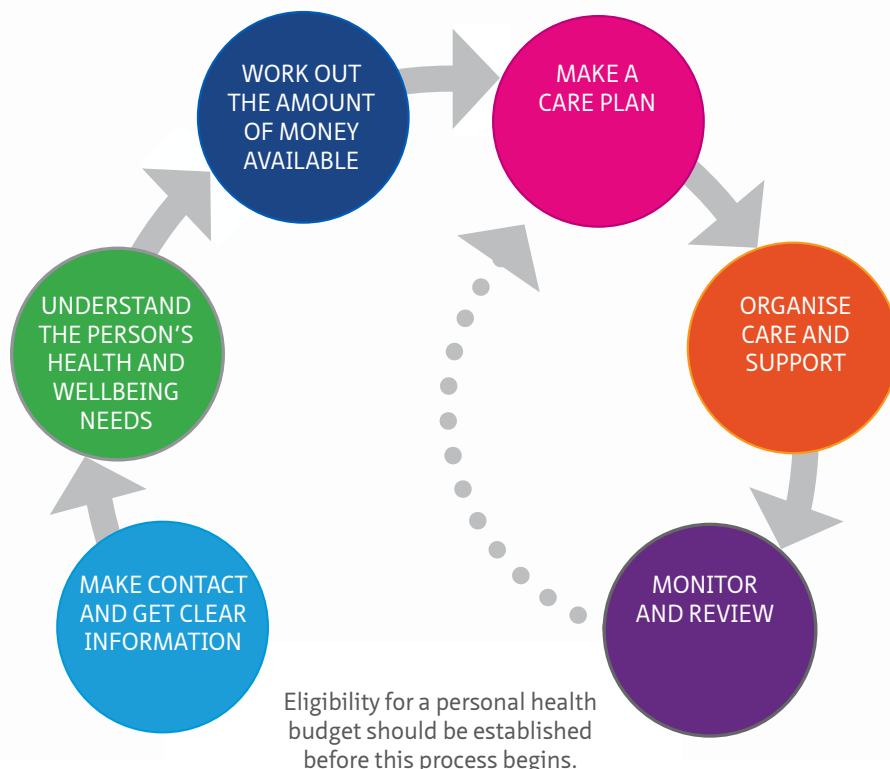 MAKE CONTACT
AND GET CLEAR
INFORMATION
UNDERSTAND
THE PERSON'S
HEALTH AND
WELLBEING
NEEDS
WORK OUT
THE AMOUNT
OF MONEY
AVAILABLE
MAKE A
CARE PLAN
ORGANISE
CARE AND
SUPPORT
MONITOR
AND REVIEW
Eligibility for a personal health
budget should be established
before this process begins.